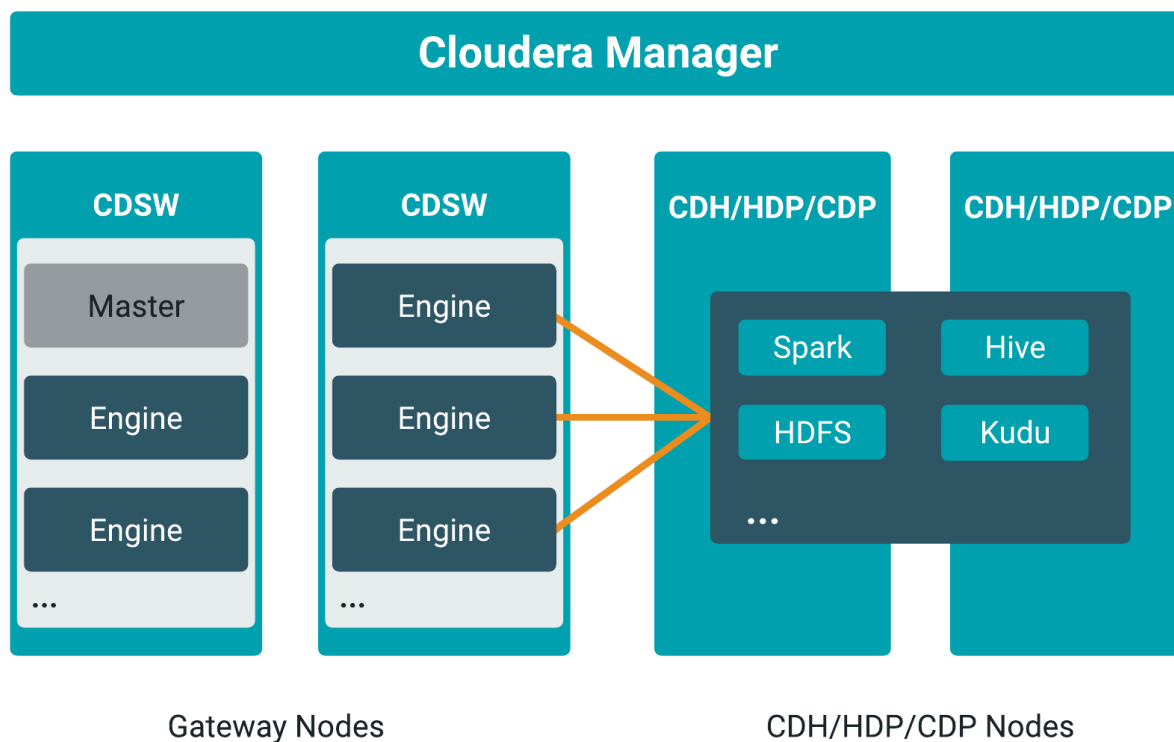 Cloudera Manager
CDSW
Master
Engine
Engine
...
CDSW
Engine
Engine
Engine
...
CDH/HDP/CDP
CDH/HDP/CDP
Spark
Hive
HDFS
Kudu
...
Gateway Nodes
CDH/HDP/CDP Nodes